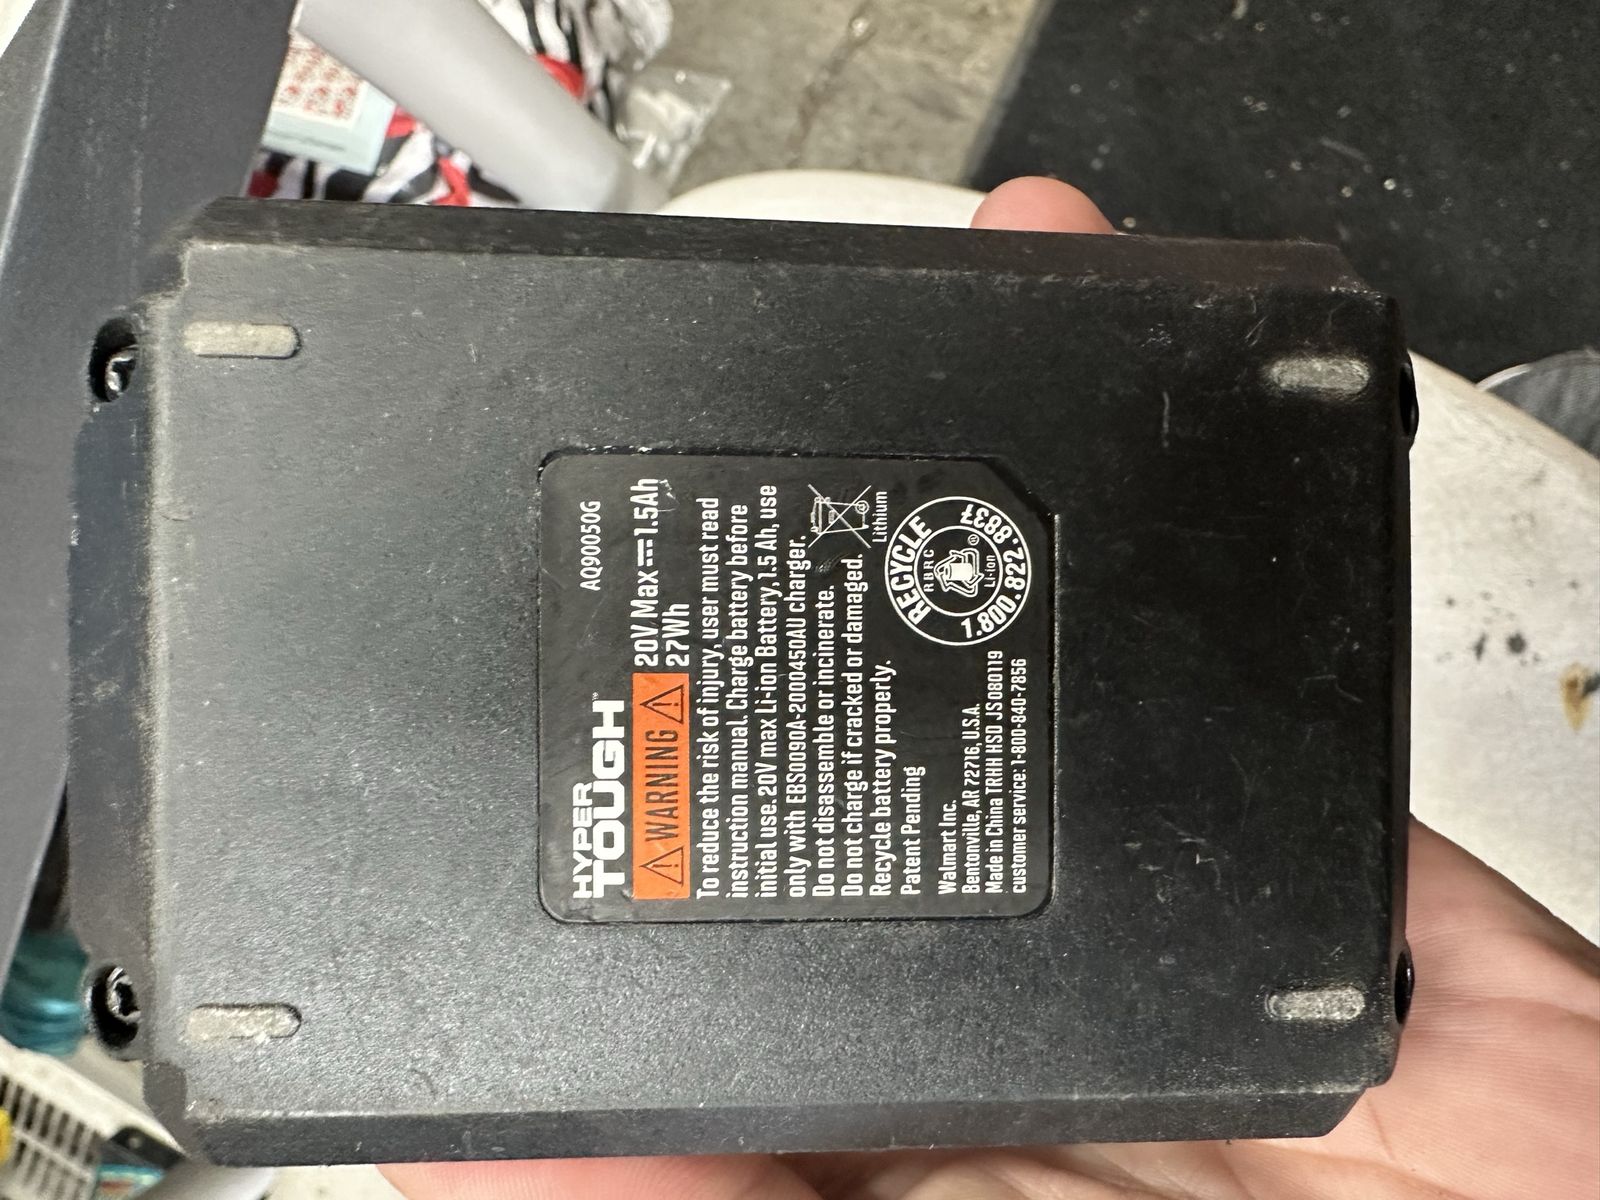 HYPER
TOUGH™
AQ90050G
⚠ WARNING ⚠
20V Max⎓1.5Ah
27Wh
To reduce the risk of injury, user must read
instruction manual. Charge battery before
initial use. 20V max Li-ion Battery, 1.5 Ah, use
only with EBS0090A-2000450AU charger.
Do not disassemble or incinerate.
Do not charge if cracked or damaged.
Recycle battery properly.
Patent Pending
Lithium
Walmart Inc.
Bentonville, AR 72716, U.S.A.
Made in China TRHH HSD JS080119
customer service: 1-800-840-7856
RECYCLE
RBRC
®
Li-ion
1.800.822.8837